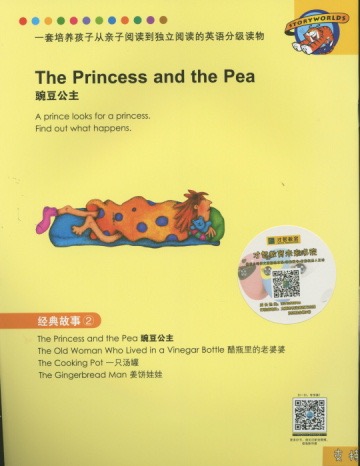 STORYWORLDS
一套培养孩子从亲子阅读到独立阅读的英语分级读物
The Princess and the Pea
豌豆公主
A prince looks for a princess.
Find out what happens.
经典故事 ②
The Princess and the Pea 豌豆公主
The Old Woman Who Lived in a Vinegar Bottle 醋瓶里的老婆婆
The Cooking Pot 一只汤罐
The Gingerbread Man 姜饼娃娃